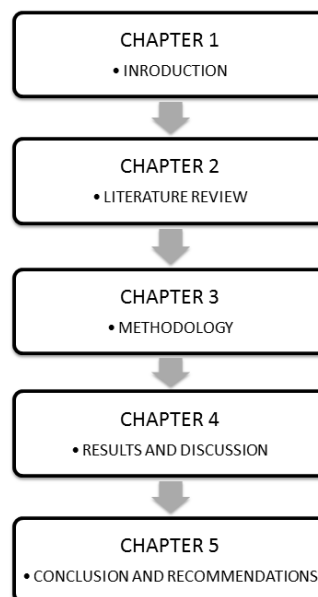 CHAPTER 1
• INRODUCTION
CHAPTER 2
• LITERATURE REVIEW
CHAPTER 3
• METHODOLOGY
CHAPTER 4
• RESULTS AND DISCUSSION
CHAPTER 5
• CONCLUSION AND RECOMMENDATIONS